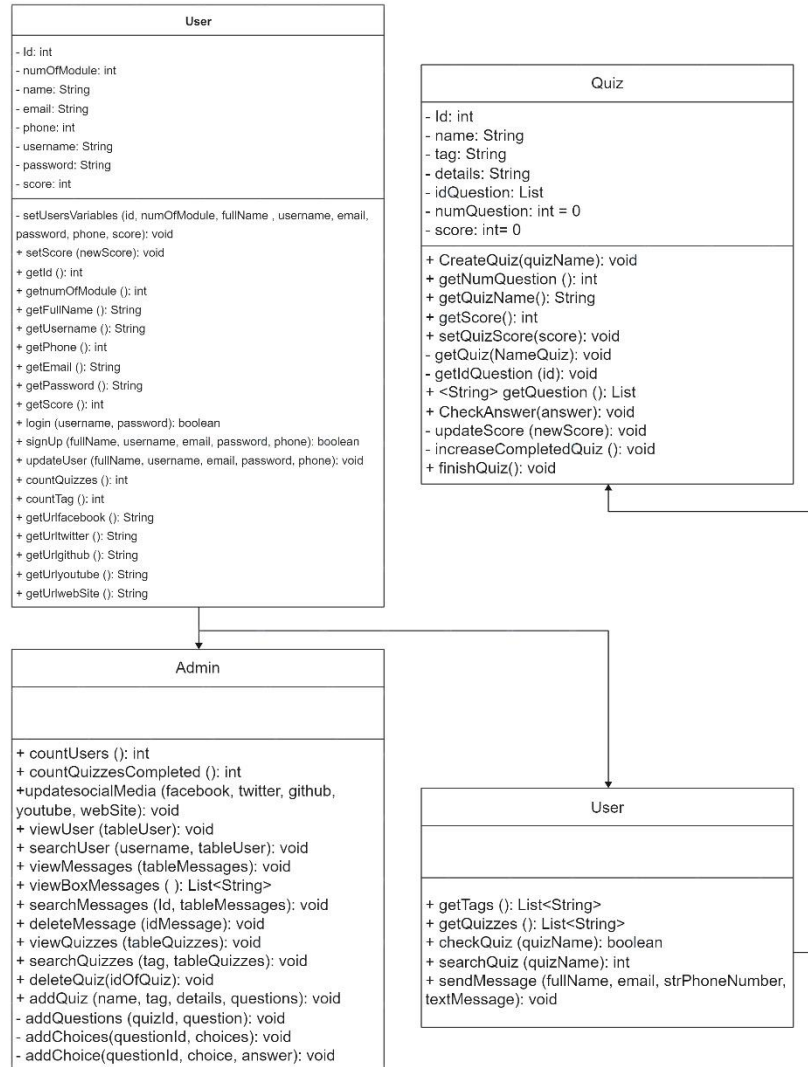 User
- Id: int
- numOfModule: int
- name: String
- email: String
- phone: int
- username: String
- password: String
- score: int
- setUsersVariables (id, numOfModule, fullName , username, email,
password, phone, score): void
+ setScore (newScore): void
+ getId (): int
+ getnumOfModule (): int
+ getFullName (): String
+ getUsername (): String
+ getPhone (): int
+ getEmail (): String
+ getPassword (): String
+ getScore (): int
+ login (username, password): boolean
+ signUp (fullName, username, email, password, phone): boolean
+ updateUser (fullName, username, email, password, phone): void
+ countQuizzes (): int
+ countTag (): int
+ getUrlfacebook (): String
+ getUrltwitter (): String
+ getUrlgithub (): String
+ getUrlyoutube (): String
+ getUrlwebSite (): String
Quiz
- Id: int
- name: String
- tag: String
- details: String
- idQuestion: List
- numQuestion: int = 0
- score: int= 0
+ CreateQuiz(quizName): void
+ getNumQuestion (): int
+ getQuizName(): String
+ getScore(): int
+ setQuizScore(score): void
- getQuiz(NameQuiz): void
- getIdQuestion (id): void
+ <String> getQuestion (): List
+ CheckAnswer(answer): void
- updateScore (newScore): void
- increaseCompletedQuiz (): void
+ finishQuiz(): void
Admin
+ countUsers (): int
+ countQuizzesCompleted (): int
+updatesocialMedia (facebook, twitter, github,
youtube, webSite): void
+ viewUser (tableUser): void
+ searchUser (username, tableUser): void
+ viewMessages (tableMessages): void
+ viewBoxMessages ( ): List<String>
+ searchMessages (Id, tableMessages): void
+ deleteMessage (idMessage): void
+ viewQuizzes (tableQuizzes): void
+ searchQuizzes (tag, tableQuizzes): void
+ deleteQuiz(idOfQuiz): void
+ addQuiz (name, tag, details, questions): void
- addQuestions (quizId, question): void
- addChoices(questionId, choices): void
- addChoice(questionId, choice, answer): void
User
+ getTags (): List<String>
+ getQuizzes (): List<String>
+ checkQuiz (quizName): boolean
+ searchQuiz (quizName): int
+ sendMessage (fullName, email, strPhoneNumber,
textMessage): void